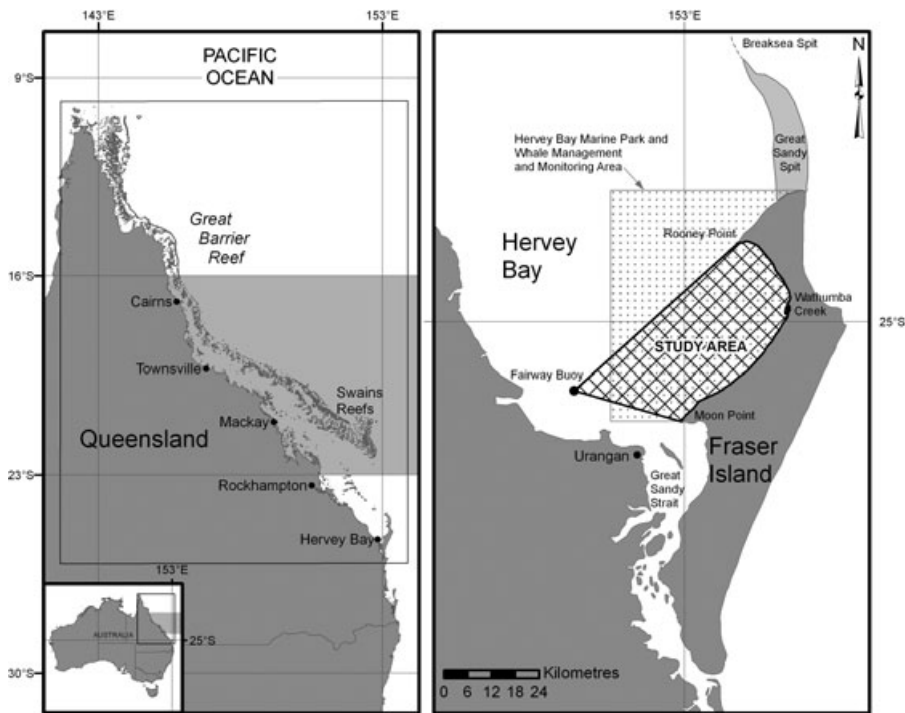 143°E
153°E
PACIFIC
OCEAN
9°S
Great
Barrier
Reef
16°S
Cairns
Townsville
Swains
Reefs
Mackay
Queensland
23°S
Rockhampton
Hervey Bay
153°E
AUSTRALIA
25°S
30°S
153°E
Breaksea Spit
N
Hervey Bay Marine Park and
Whale Management
and Monitoring Area
Great
Sandy
Spit
Rooney Point
Hervey
Bay
Wathumba
Creek
25°S
STUDY AREA
Fairway Buoy
Moon Point
Fraser
Island
Urangan
Great
Sandy
Strait
Kilometres
0 6 12 18 24